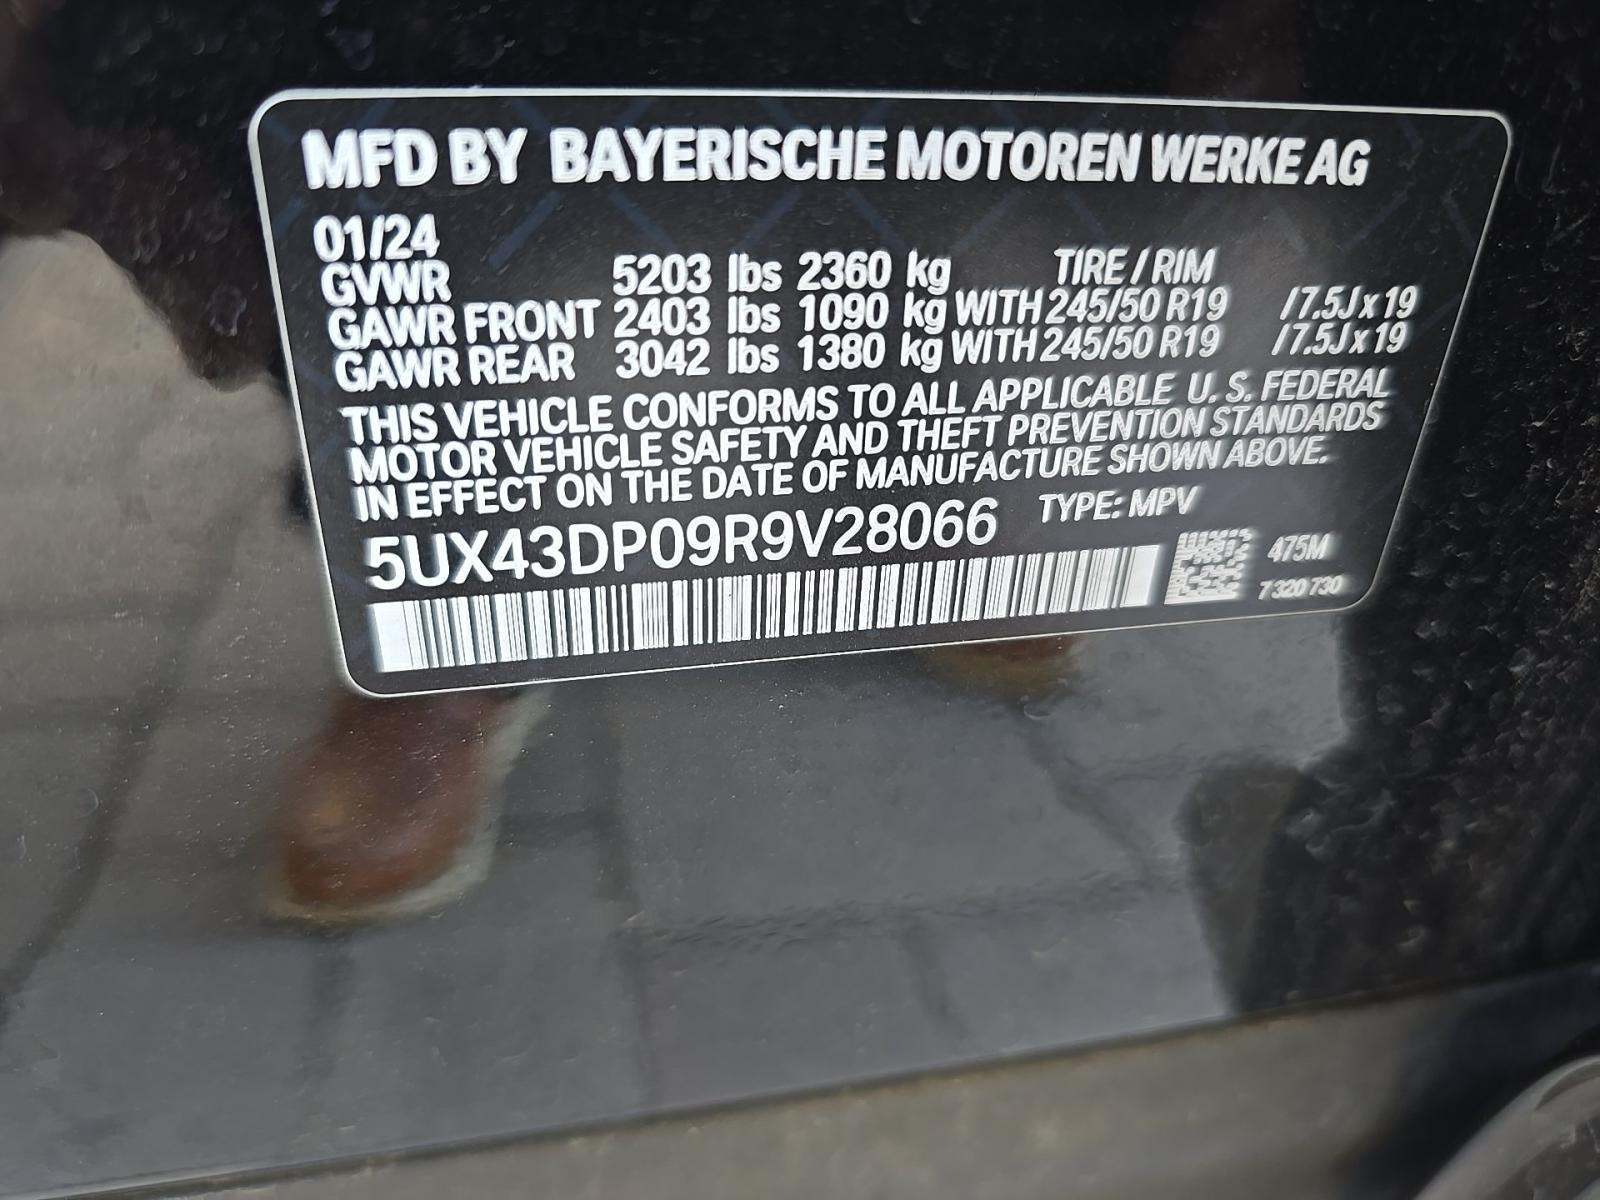 MFD BY BAYERISCHE MOTOREN WERKE AG
01/24
GVWR 5203 lbs 2360 kg TIRE / RIM
GAWR FRONT 2403 lbs 1090 kg WITH 245/50 R19 /7.5J x 19
GAWR REAR 3042 lbs 1380 kg WITH 245/50 R19 /7.5J x 19
THIS VEHICLE CONFORMS TO ALL APPLICABLE U. S. FEDERAL
MOTOR VEHICLE SAFETY AND THEFT PREVENTION STANDARDS
IN EFFECT ON THE DATE OF MANUFACTURE SHOWN ABOVE.
5UX43DP09R9V28066 TYPE: MPV
475M
7 320 730